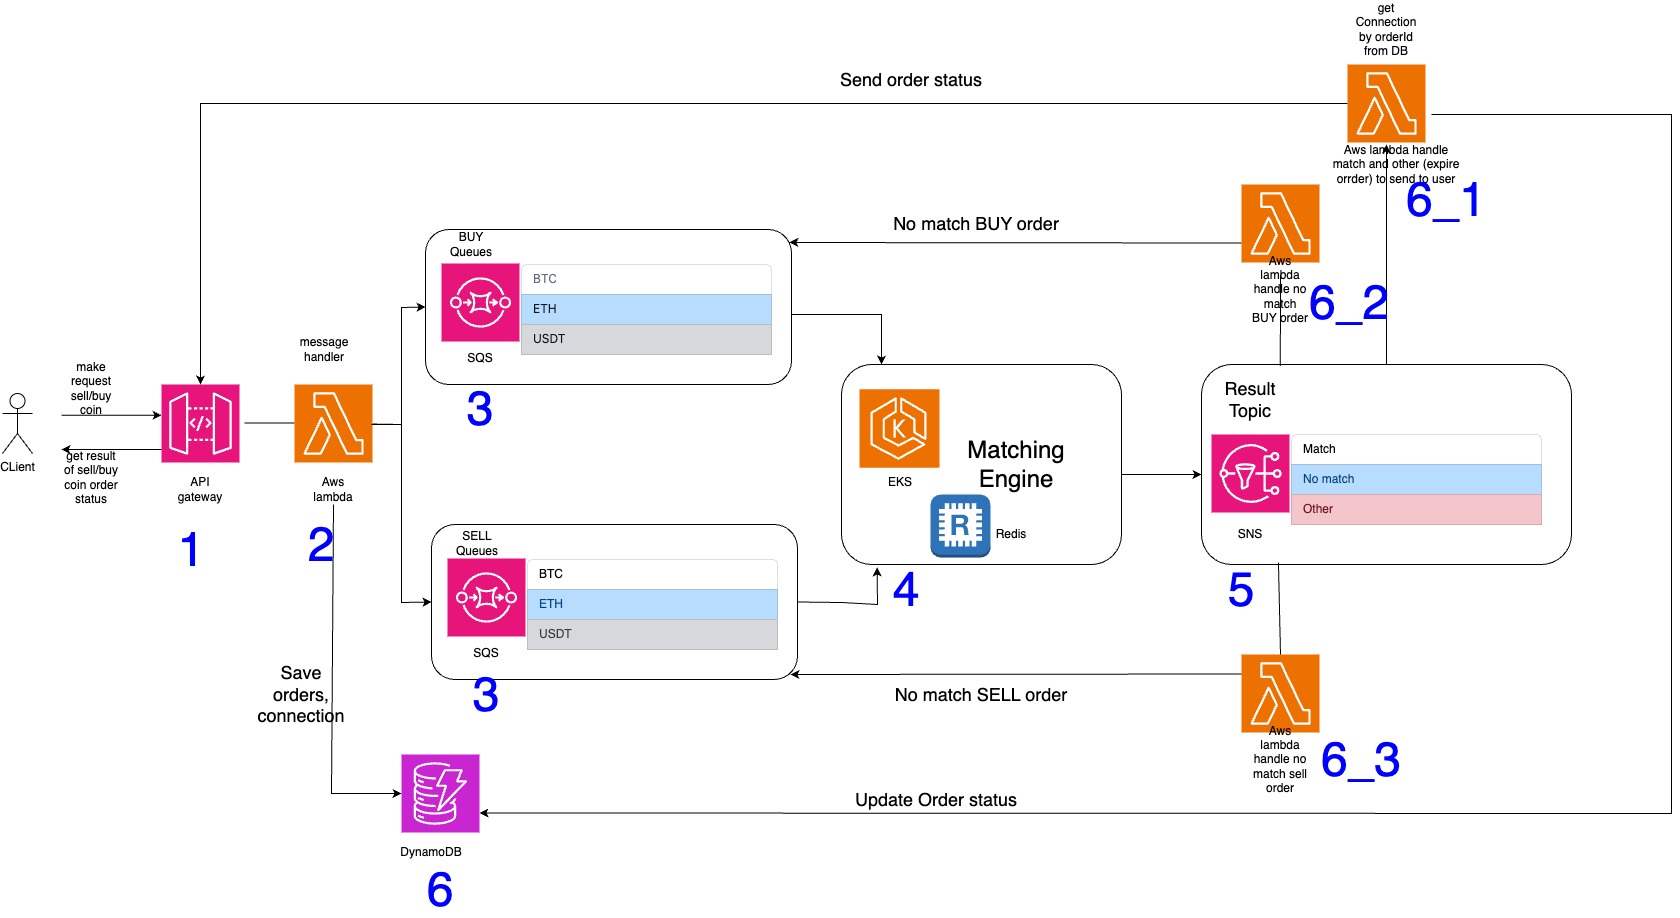 get
Connection
by orderId
from DB
Send order status
Aws lambda handle
match and other (expire
orrder) to send to user
6_1
No match BUY order
Aws
lambda
handle no
match
BUY order
6_2
BUY
Queues
BTC
ETH
USDT
SQS
3
message
handler
make
request
sell/buy
coin
get result
of sell/buy
coin order
status
CLient
</>
API
gateway
1
Aws
lambda
2
K
EKS
Matching
Engine
R
Redis
4
Result
Topic
Match
No match
Other
SNS
5
SELL
Queues
BTC
ETH
USDT
SQS
3
No match SELL order
Aws
lambda
handle no
match sell
order
6_3
Save
orders,
connection
Update Order status
DynamoDB
6